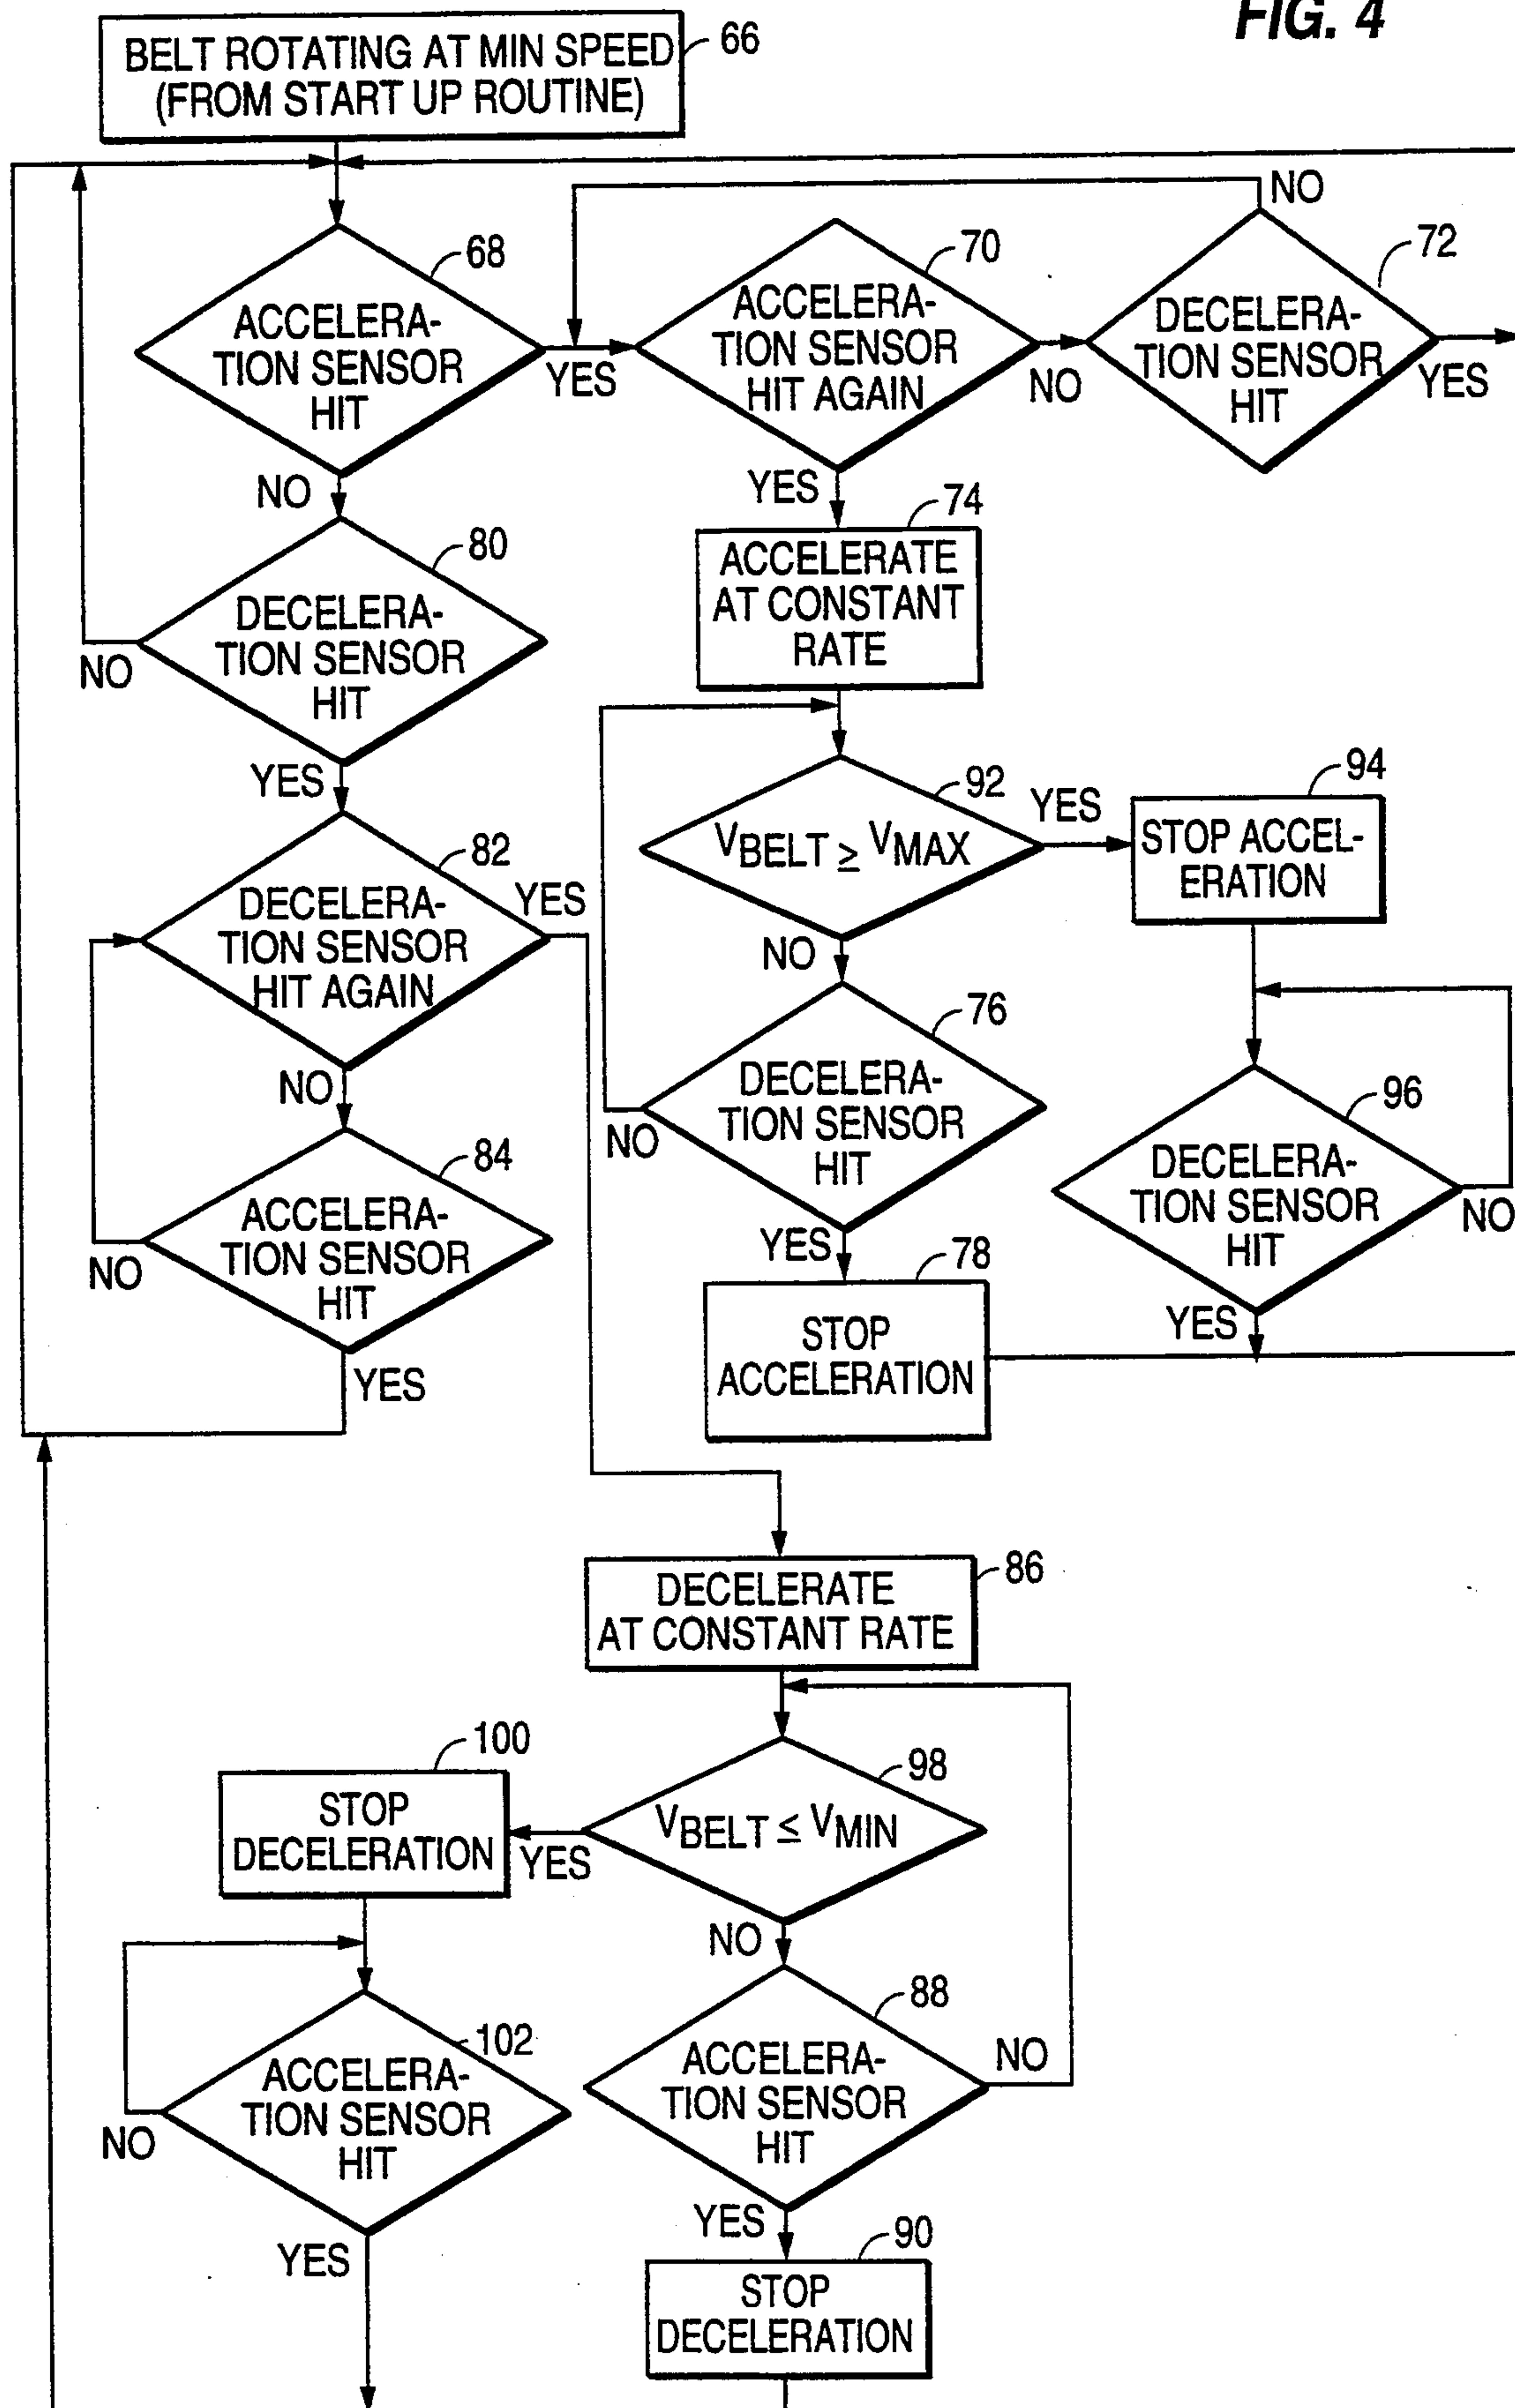 FIG. 4
BELT ROTATING AT MIN SPEED
(FROM START UP ROUTINE)
66
NO
68
ACCELERA-
TION SENSOR
HIT
YES
NO
70
ACCELERA-
TION SENSOR
HIT AGAIN
NO
YES
72
DECELERA-
TION SENSOR
HIT
YES
74
ACCELERATE
AT CONSTANT
RATE
80
DECELERA-
TION SENSOR
HIT
NO
YES
92
VBELT ≥ VMAX
YES
NO
94
STOP ACCEL-
ERATION
82
DECELERA-
TION SENSOR
HIT AGAIN
YES
NO
76
DECELERA-
TION SENSOR
HIT
NO
YES
96
DECELERA-
TION SENSOR
HIT
NO
YES
84
ACCELERA-
TION SENSOR
HIT
NO
YES
78
STOP
ACCELERATION
86
DECELERATE
AT CONSTANT RATE
98
VBELT ≤ VMIN
YES
NO
100
STOP
DECELERATION
102
ACCELERA-
TION SENSOR
HIT
NO
YES
88
ACCELERA-
TION SENSOR
HIT
NO
YES
90
STOP
DECELERATION